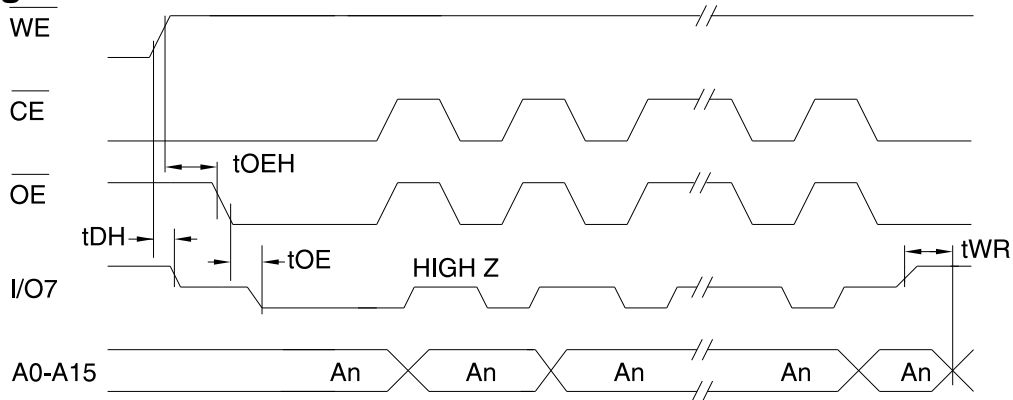 WE
CE
tOEH
OE
tDH
tOE
HIGH Z
tWR
I/O7
A0-A15
An
An
An
An
An